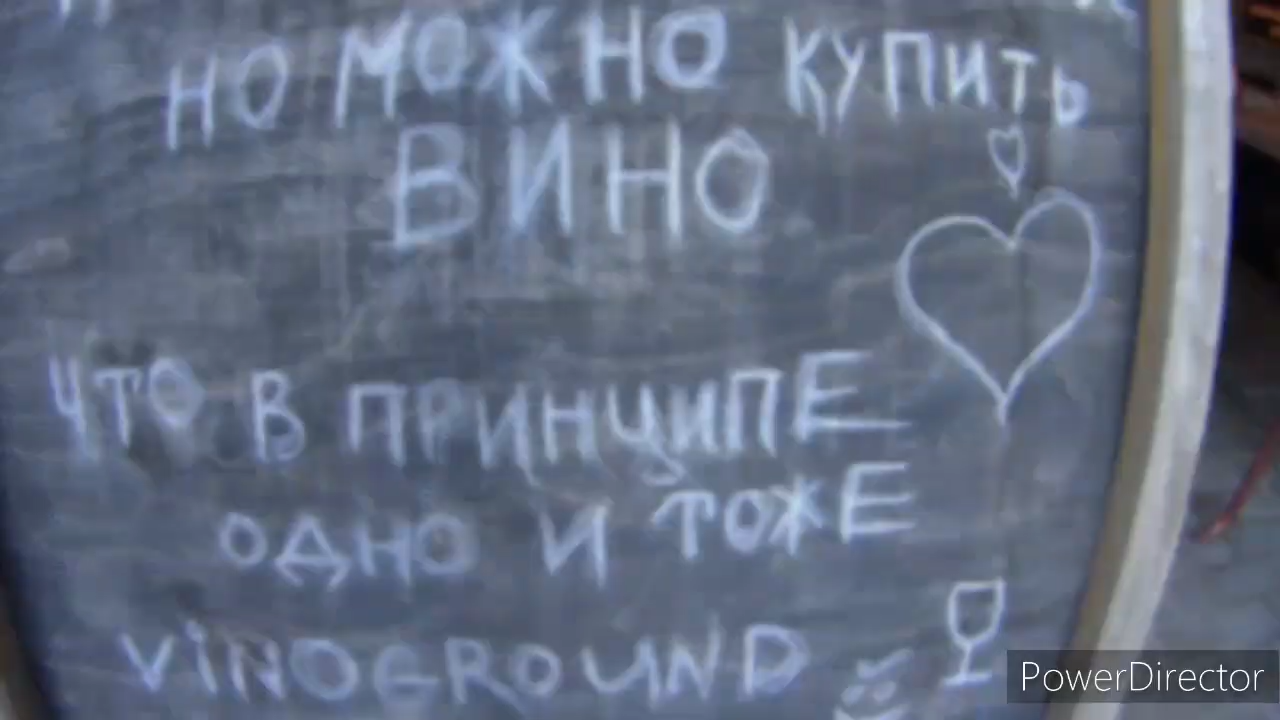 НО МОЖНО КУПИТЬ
ВИНО
ЧТО В ПРИНЦИПЕ
ОДНО И ТОЖЕ
ViNOGROUND
PowerDirector